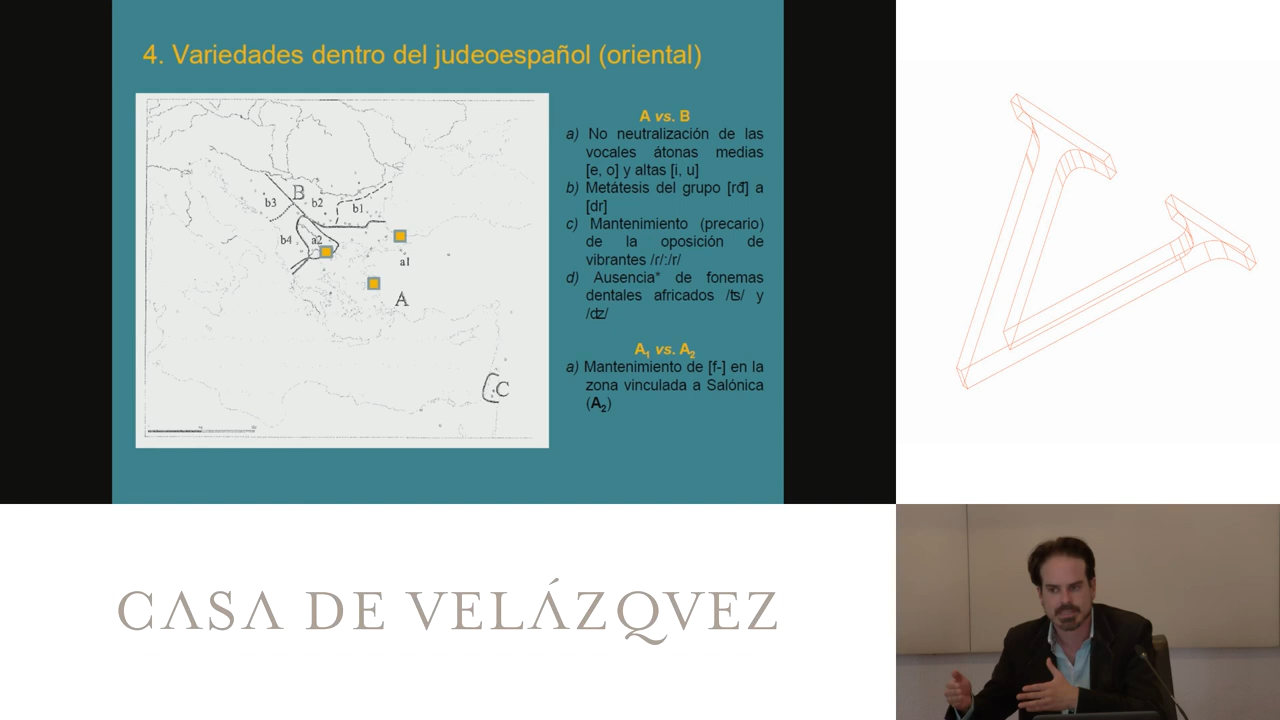 4. Variedades dentro del judeoespañol (oriental)
B
b3
b2
b1
b4
a2
a1
A
C
A vs. B
a) No neutralización de las
vocales átonas medias
[e, o] y altas [i, u]
b) Metátesis del grupo [rđ] a
[dr]
c) Mantenimiento (precario)
de la oposición de
vibrantes /r/:/r/
d) Ausencia* de fonemas
dentales africados /ʦ/ y
/ʣ/
A₁ vs. A₂
a) Mantenimiento de [f-] en la
zona vinculada a Salónica
(A₂)
CASA DE VELÁZQVEZ